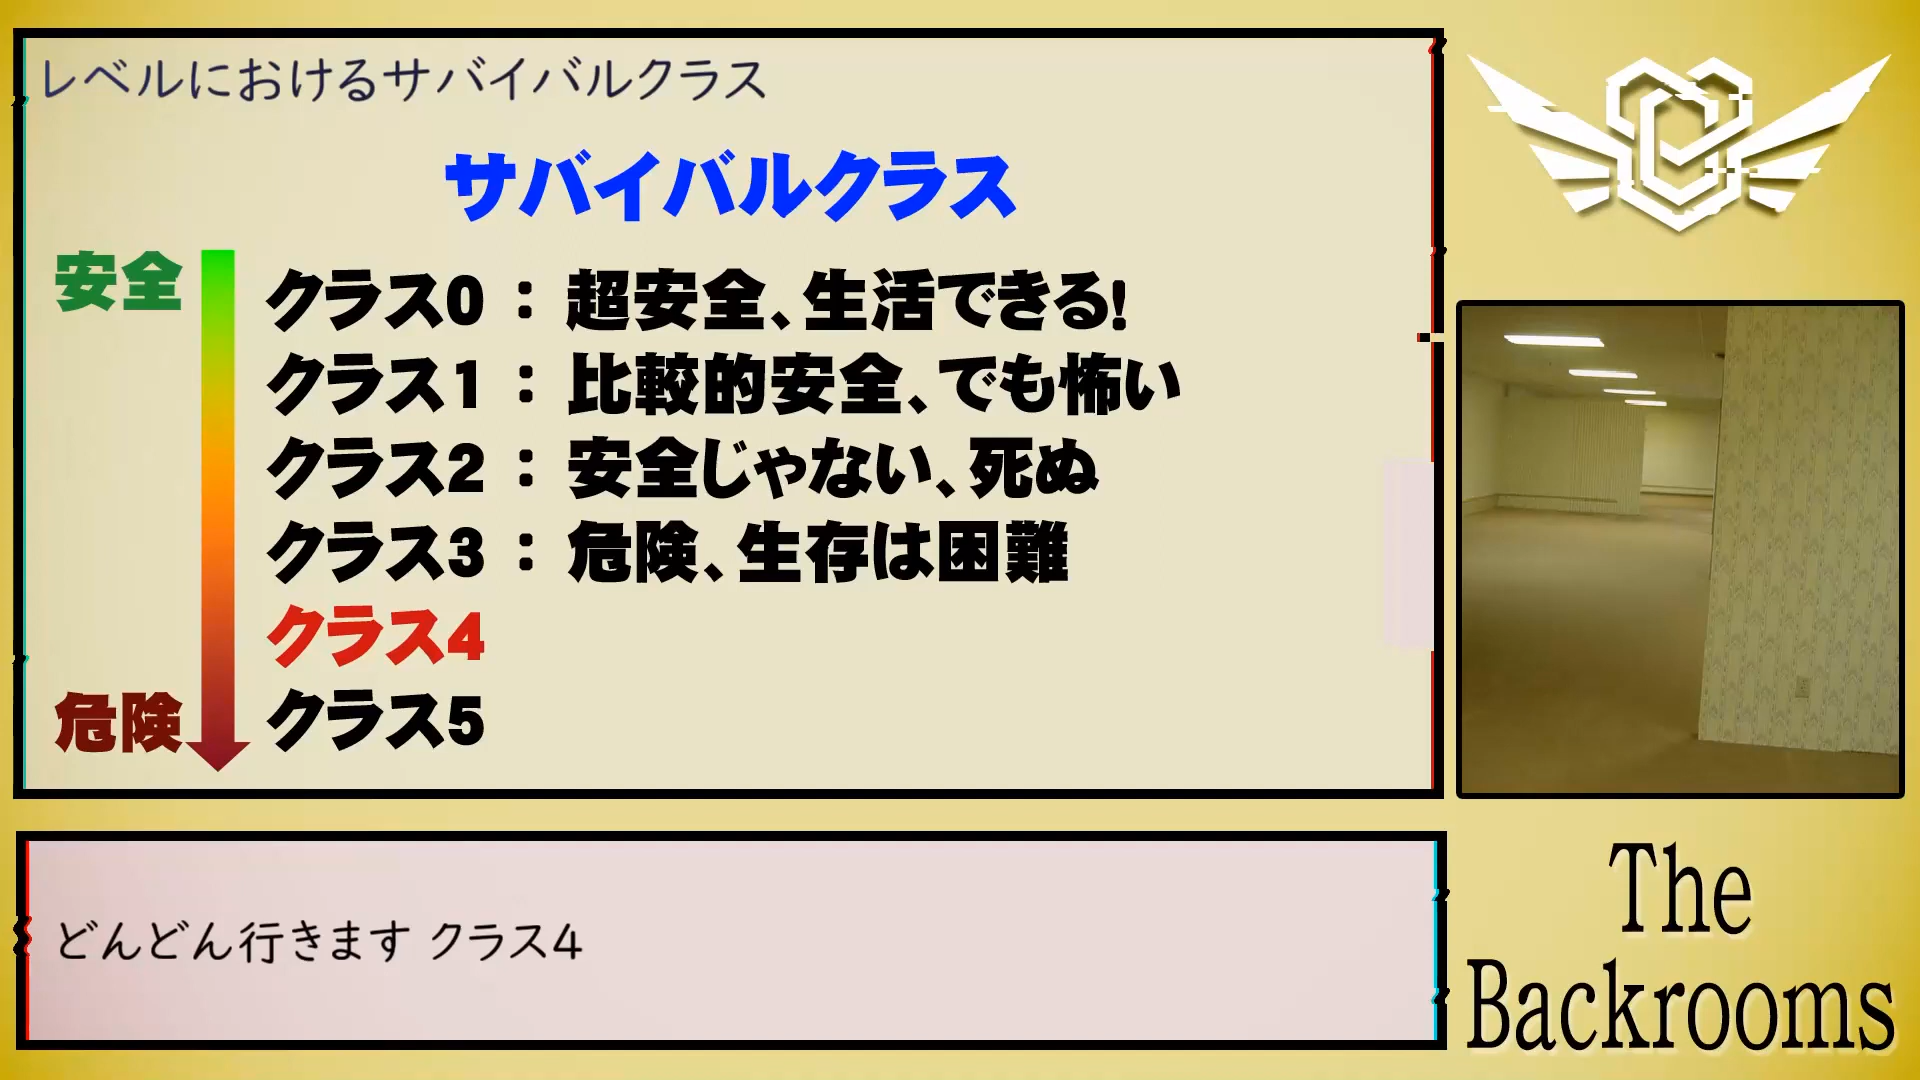 レベルにおけるサバイバルクラス
サバイバルクラス
安全
クラス0 : 超安全、生活できる!
クラス1 : 比較的安全、でも怖い
クラス2 : 安全じゃない、死ぬ
クラス3 : 危険、生存は困難
クラス4
危険
クラス5
どんどん行きます クラス4
The
Backrooms